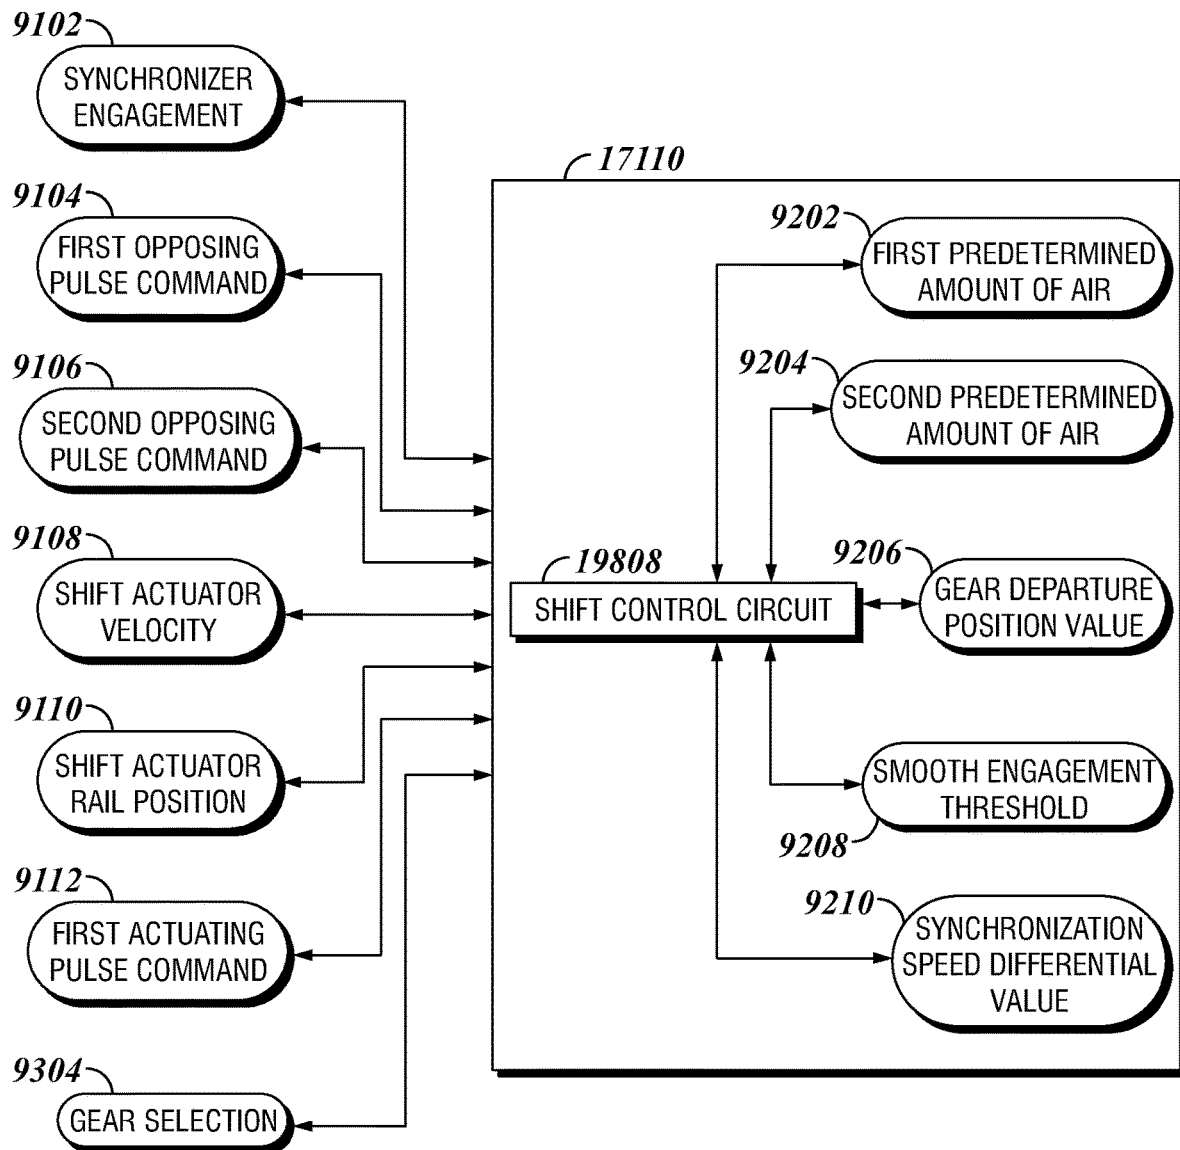 9102
SYNCHRONIZER
ENGAGEMENT
9104
FIRST OPPOSING
PULSE COMMAND
9106
SECOND OPPOSING
PULSE COMMAND
9108
SHIFT ACTUATOR
VELOCITY
9110
SHIFT ACTUATOR
RAIL POSITION
9112
FIRST ACTUATING
PULSE COMMAND
9304
GEAR SELECTION
17110
9202
FIRST PREDETERMINED
AMOUNT OF AIR
9204
SECOND PREDETERMINED
AMOUNT OF AIR
19808
SHIFT CONTROL CIRCUIT
9206
GEAR DEPARTURE
POSITION VALUE
SMOOTH ENGAGEMENT
THRESHOLD
9208
9210
SYNCHRONIZATION
SPEED DIFFERENTIAL
VALUE